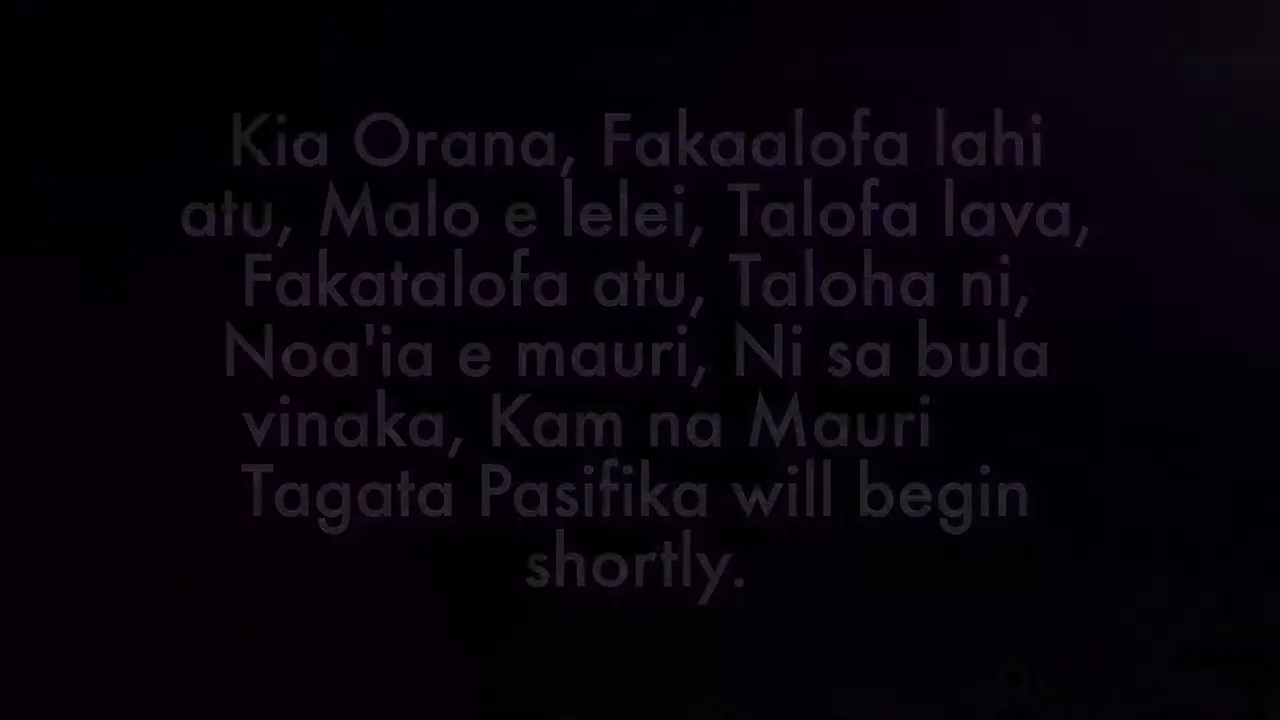 Kia Orana, Fakaalofa lahi
atu, Malo e lelei, Talofa lava,
Fakatalofa atu, Taloha ni,
Noa'ia e mauri, Ni sa bula
vinaka, Kam na Mauri
Tagata Pasifika will begin
shortly.